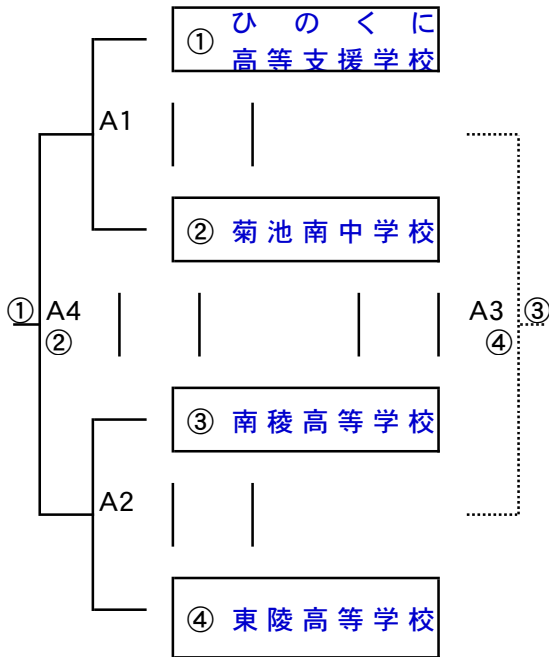 ① ひのくに
高等支援学校
A1
② 菊池南中学校
① A4 A3 ③
② ④
③ 南稜高等学校
A2
④ 東陵高等学校